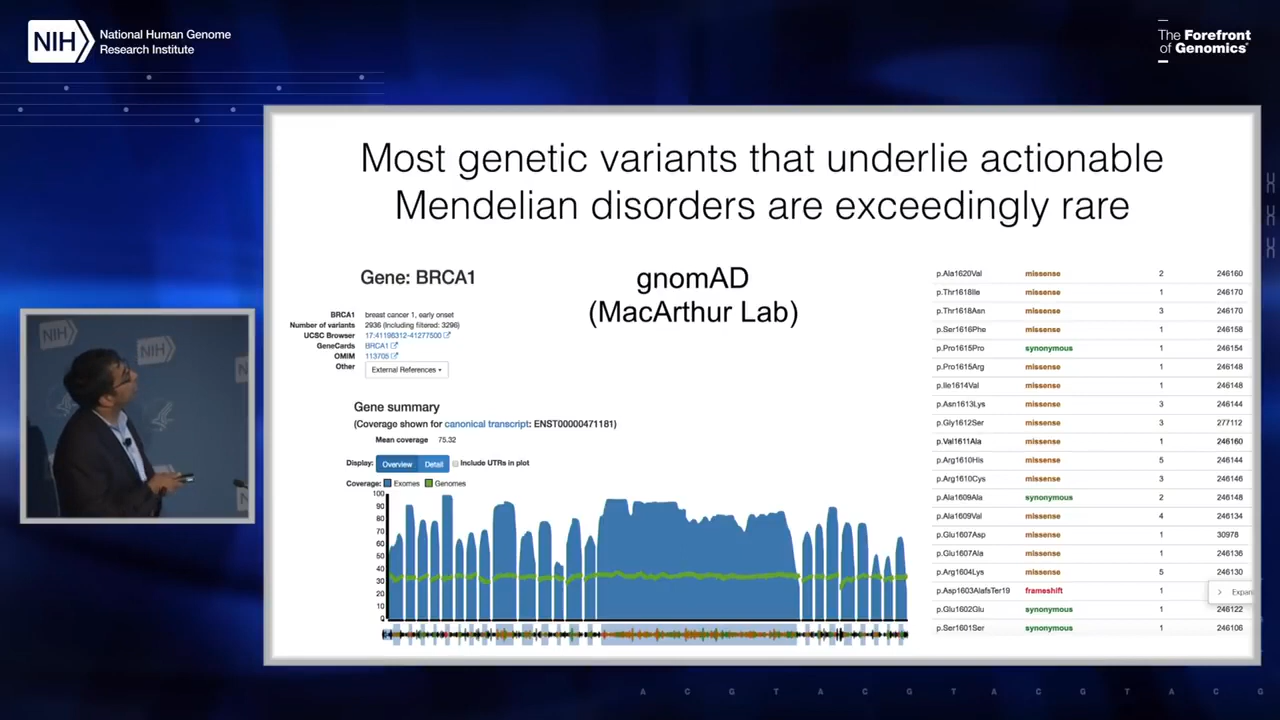 NIH
National Human Genome
Research Institute
The Forefront
of Genomics®
Most genetic variants that underlie actionable
Mendelian disorders are exceedingly rare
Gene: BRCA1
gnomAD
(MacArthur Lab)
BRCA1 breast cancer 1, early onset
Number of variants 2936 (Including filtered: 3296)
UCSC Browser 17:41196312-41277500
GeneCards BRCA1
OMIM 113705
Other External References
Gene summary
(Coverage shown for canonical transcript: ENST00000471181)
Mean coverage 75.32
Display: Overview Detail Include UTRs in plot
Coverage: Exomes Genomes
100
90
80
70
60
50
40
30
20
10
0
p.Ala1620Val missense 2 246160
p.Thr1618Ile missense 1 246170
p.Thr1618Asn missense 3 246170
p.Ser1616Phe missense 1 246158
p.Pro1615Pro synonymous 1 246154
p.Pro1615Arg missense 1 246148
p.Ile1614Val missense 1 246148
p.Asn1613Lys missense 3 246144
p.Gly1612Ser missense 3 277112
p.Val1611Ala missense 1 246160
p.Arg1610His missense 5 246144
p.Arg1610Cys missense 3 246146
p.Ala1609Ala synonymous 2 246148
p.Ala1609Val missense 4 246134
p.Glu1607Asp missense 1 30978
p.Glu1607Ala missense 1 246136
p.Arg1604Lys missense 5 246130
p.Asp1603AlafsTer19 frameshift 1
Expan
p.Glu1602Glu synonymous 1 246122
p.Ser1601Ser synonymous 1 246106
NIH
NIH
A C G T A C G T A C G T A C G